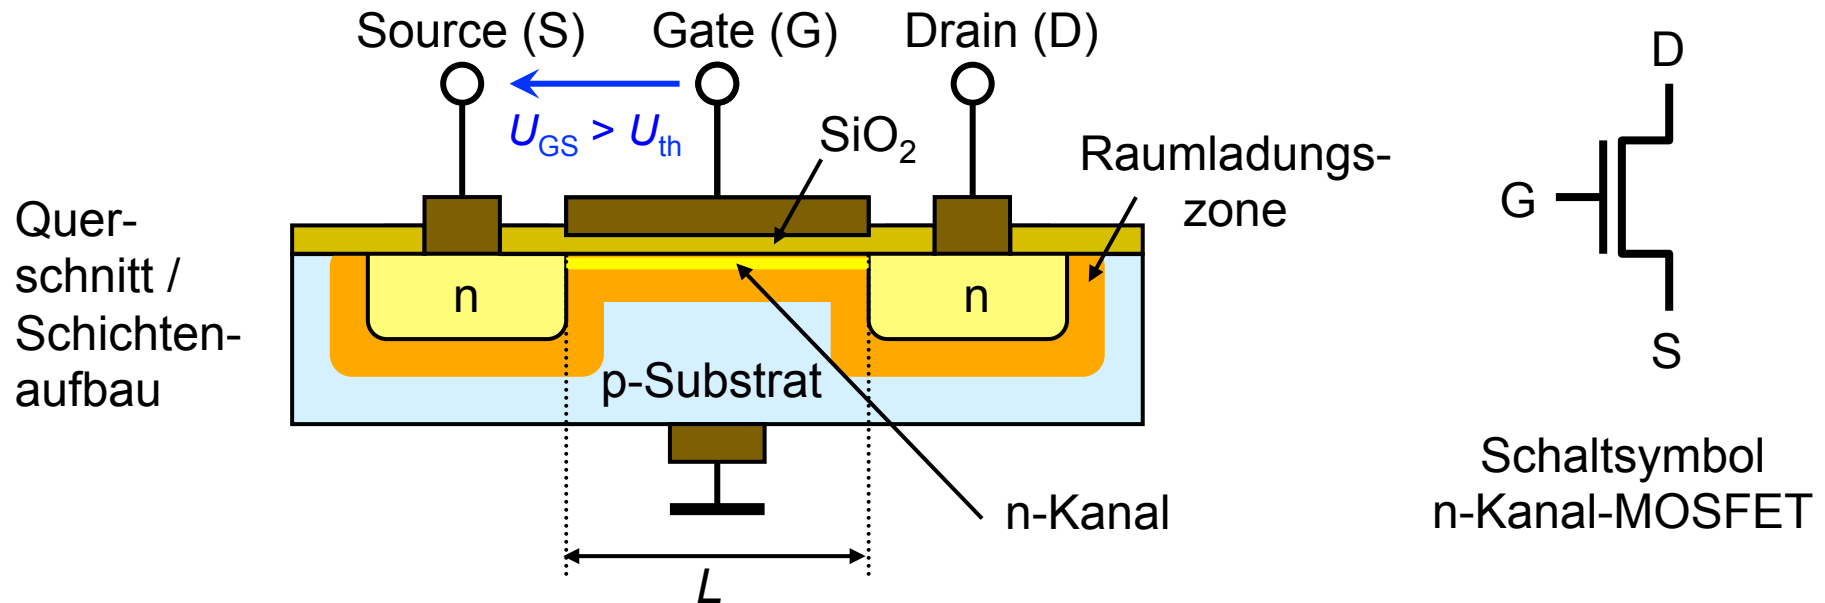 Source (S)
Gate (G)
Drain (D)
U_GS > U_th
SiO₂
Raumladungs-
zone
Quer-
schnitt /
Schichten-
aufbau
n
n
p-Substrat
n-Kanal
L
D
G
S
Schaltsymbol
n-Kanal-MOSFET